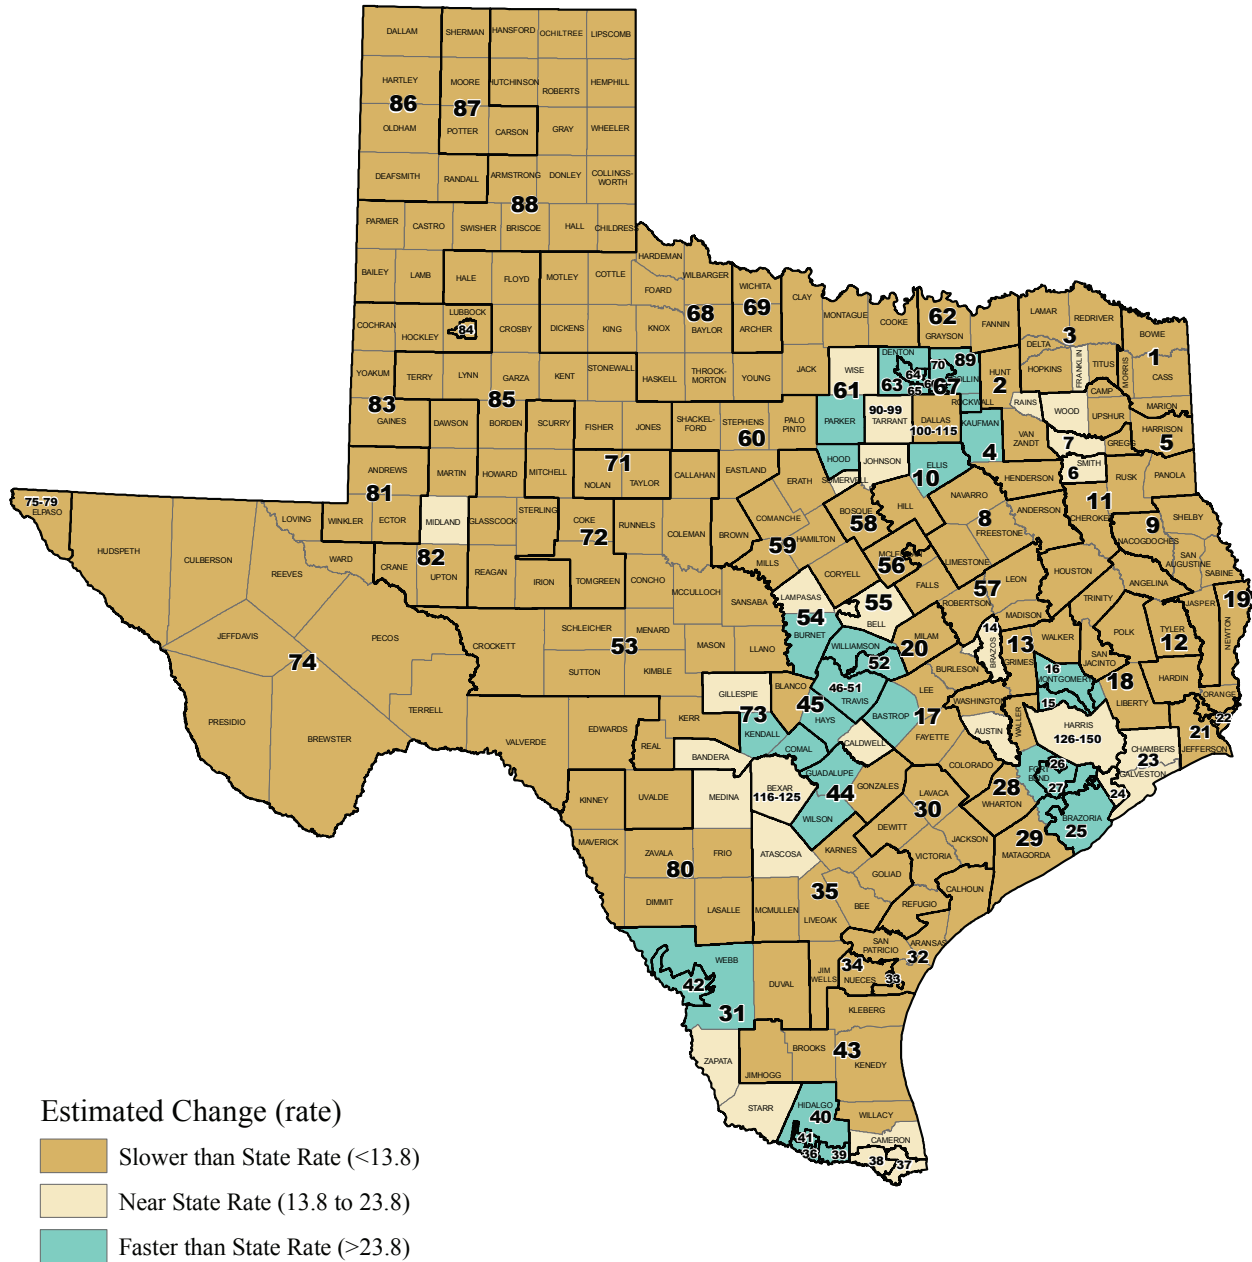 DALLAM SHERMAN HANSFORD OCHILTREE LIPSCOMB
HARTLEY MOORE HUTCHINSON ROBERTS HEMPHILL
86 87
OLDHAM POTTER CARSON GRAY WHEELER
DEAFSMITH RANDALL ARMSTRONG DONLEY COLLINGS-
WORTH
88
PARMER CASTRO SWISHER BRISCOE HALL CHILDRESS
HARDEMAN
BAILEY LAMB HALE FLOYD MOTLEY COTTLE WILBARGER
FOARD WICHITA CLAY
68 69
LUBBOCK
84
COCHRAN HOCKLEY CROSBY DICKENS KING KNOX BAYLOR ARCHER MONTAGUE COOKE 62 GRAYSON FANNIN LAMAR REDRIVER BOWIE
3 1
DELTA HOPKINS FRANKLIN TITUS MORRIS CASS
YOAKUM TERRY LYNN GARZA KENT STONEWALL HASKELL THROCK-
MORTON YOUNG JACK WISE DENTON 70 89 COLLIN HUNT
61 63 64 65 67 2
ROCKWALL RAINS WOOD CAMP UPSHUR MARION
83 85
GAINES DAWSON BORDEN SCURRY FISHER JONES SHACKEL-
FORD STEPHENS PALO
PINTO PARKER 90-99
TARRANT DALLAS
100-115 KAUFMAN VAN
ZANDT GREGG HARRISON
60 4 7 5
ANDREWS MARTIN HOWARD MITCHELL NOLAN TAYLOR CALLAHAN EASTLAND ERATH HOOD JOHNSON ELLIS SMITH RUSK PANOLA
81 71 10 6 11
SOMERVELL NAVARRO HENDERSON ANDERSON CHEROKEE SHELBY
75-79
ELPASO HUDSPETH CULBERSON LOVING WINKLER ECTOR MIDLAND GLASSCOCK STERLING COKE RUNNELS COLEMAN BROWN COMANCHE BOSQUE HILL FREESTONE NACOGDOCHES
72 59 58 8 9
REEVES WARD CRANE UPTON REAGAN IRION TOMGREEN CONCHO MILLS HAMILTON MCLENNAN LIMESTONE SAN
AUGUSTINE SABINE
82 56
MCCULLOCH SANSABA CORYELL FALLS LEON HOUSTON ANGELINA
57
LAMPASAS BELL ROBERTSON MADISON TRINITY JASPER NEWTON
54 55 14 13 12 19
JEFFDAVIS PECOS CROCKETT SCHLEICHER MENARD MASON LLANO BURNET WILLIAMSON MILAM BRAZOS GRIMES WALKER POLK TYLER
74 53 52 20 16
SUTTON KIMBLE BURLESON SAN
JACINTO HARDIN
46-51
GILLESPIE BLANCO TRAVIS LEE WASHINGTON MONTGOMERY LIBERTY ORANGE
45 17 15 18 22
PRESIDIO BREWSTER TERRELL VALVERDE EDWARDS KERR KENDALL HAYS BASTROP FAYETTE AUSTIN WALLER HARRIS
73 126-150 21
REAL BANDERA COMAL CALDWELL COLORADO FORT
BEND CHAMBERS JEFFERSON
26 23
KINNEY UVALDE MEDINA BEXAR
116-125 GUADALUPE GONZALES LAVACA WHARTON GALVESTON
44 30 28 27 24
MAVERICK ZAVALA FRIO ATASCOSA WILSON DEWITT JACKSON MATAGORDA BRAZORIA
80 29 25
KARNES VICTORIA
DIMMIT LASALLE MCMULLEN LIVEOAK BEE GOLIAD REFUGIO CALHOUN
35
WEBB DUVAL JIM
WELLS SAN
PATRICIO ARANSAS
42 34 NUECES 33 32
31 KLEBERG
ZAPATA JIMHOGG BROOKS 43 KENEDY
STARR HIDALGO WILLACY
40
41 CAMERON
36 39 38 37
Estimated Change (rate)
Slower than State Rate (<13.8)
Near State Rate (13.8 to 23.8)
Faster than State Rate (>23.8)